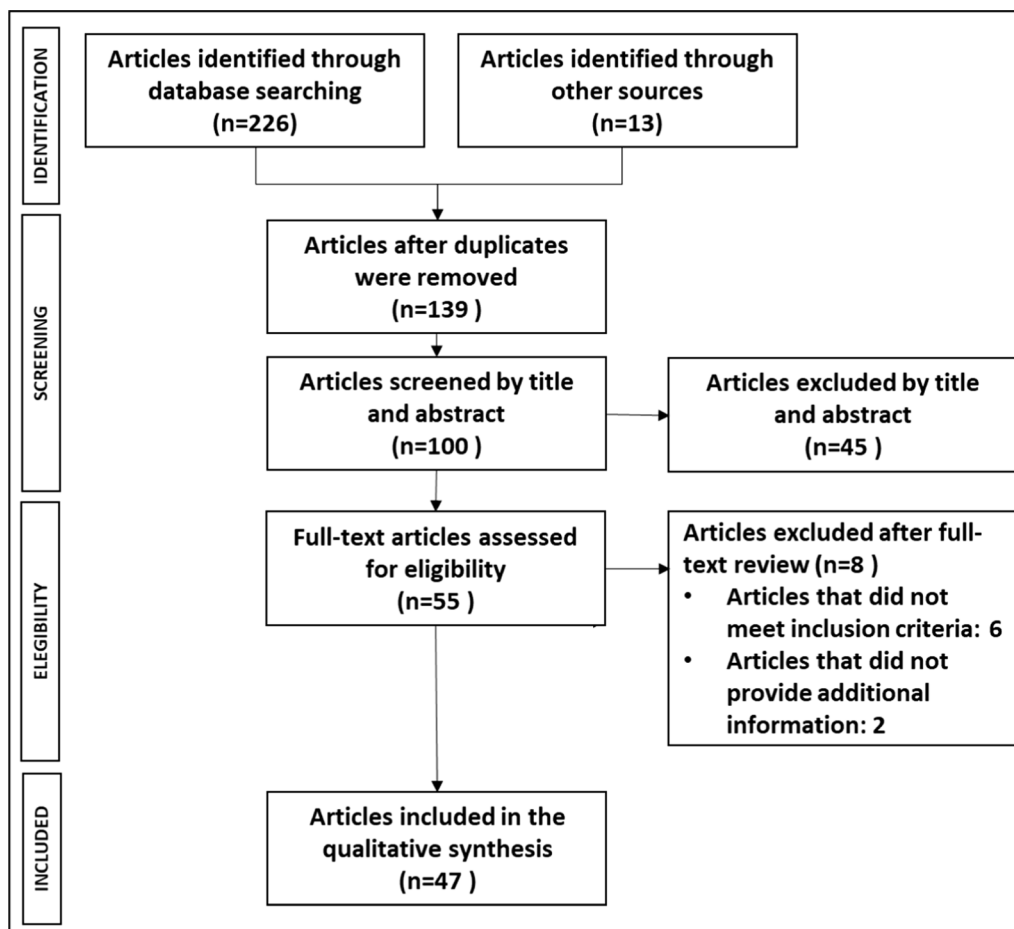 IDENTIFICATION
Articles identified through
database searching
(n=226)
Articles identified through
other sources
(n=13)
SCREENING
Articles after duplicates
were removed
(n=139 )
Articles screened by title
and abstract
(n=100 )
Articles excluded by title
and abstract
(n=45 )
ELEGIBILITY
Full-text articles assessed
for eligibility
(n=55 )
Articles excluded after full-
text review (n=8 )
• Articles that did not
meet inclusion criteria: 6
• Articles that did not
provide additional
information: 2
INCLUDED
Articles included in the
qualitative synthesis
(n=47 )